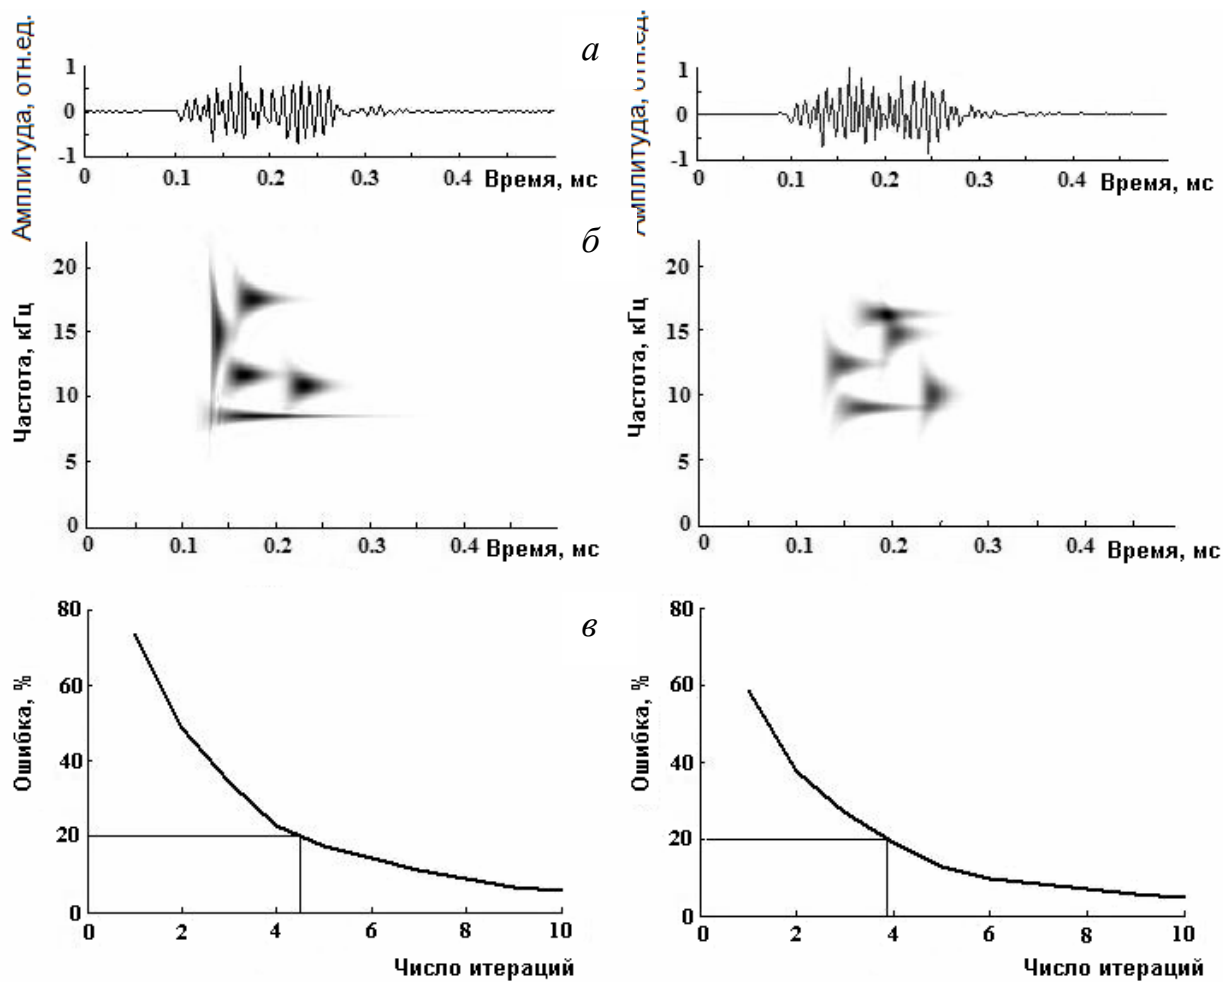 Амплитуда, отн.ед.
1
0
-1
0 0.1 0.2 0.3 0.4 Время, мс
а
Амплитуда, отн.ед.
1
0
-1
0 0.1 0.2 0.3 0.4 Время, мс
Частота, кГц
20
15
10
5
0
0 0.1 0.2 0.3 0.4 Время, мс
б
Частота, кГц
20
15
10
5
0
0 0.1 0.2 0.3 0.4 Время, мс
Ошибка, %
80
60
40
20
0
0 2 4 6 8 10
Число итераций
в
Ошибка, %
80
60
40
20
0
0 2 4 6 8 10
Число итераций